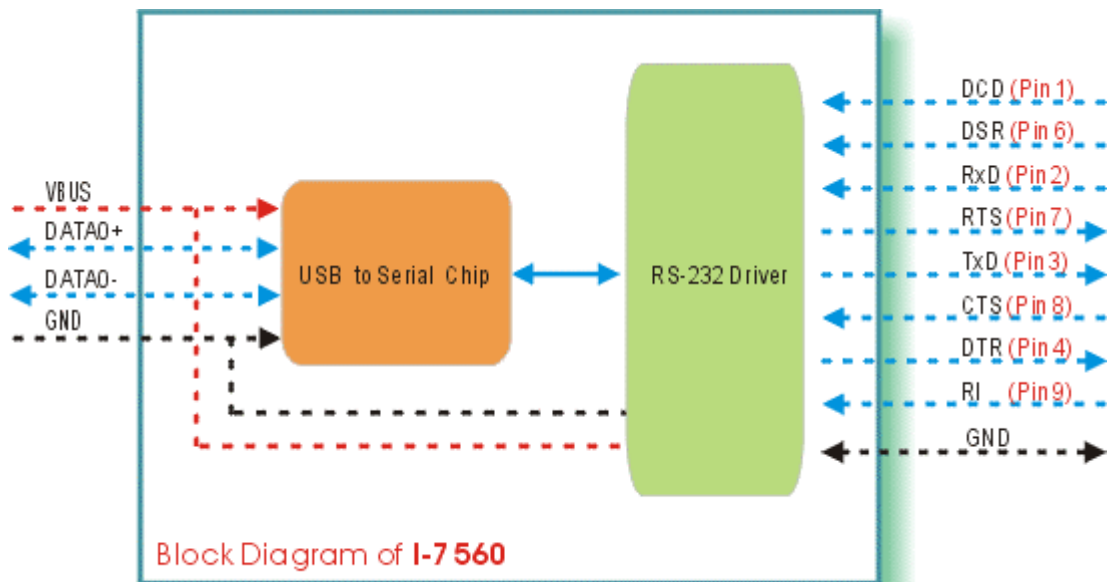 VBUS
DATA0+
DATA0-
GND
USB to Serial Chip
RS-232 Driver
DCD (Pin 1)
DSR (Pin 6)
RxD (Pin 2)
RTS (Pin 7)
TxD (Pin 3)
CTS (Pin 8)
DTR (Pin 4)
RI (Pin 9)
GND
Block Diagram of I-7560